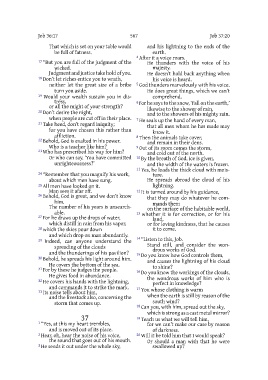 Job 36:17 547 Job 37:20
That which is set on your table would
be full of fatness.
17 "But you are full of the judgment of the
wicked.
Judgment and justice take hold of you.
18 Don't let riches entice you to wrath,
neither let the great size of a bribe
turn you aside.
19 Would your wealth sustain you in dis-
tress,
or all the might of your strength?
20 Don't desire the night,
when people are cut off in their place.
21 Take heed, don't regard iniquity;
for you have chosen this rather than
affliction.
22 Behold, God is exalted in his power.
Who is a teacher like him?
23 Who has prescribed his way for him?
Or who can say, 'You have committed
unrighteousness?'
24 "Remember that you magnify his work,
about which men have sung.
25 All men have looked on it.
Man sees it afar off.
26 Behold, God is great, and we don't know
him.
The number of his years is unsearch-
able.
27 For he draws up the drops of water,
which distill in rain from his vapor,
28 which the skies pour down
and which drop on man abundantly.
29 Indeed, can anyone understand the
spreading of the clouds
and the thunderings of his pavilion?
30 Behold, he spreads his light around him.
He covers the bottom of the sea.
31 For by these he judges the people.
He gives food in abundance.
32 He covers his hands with the lightning,
and commands it to strike the mark.
33 Its noise tells about him,
and the livestock also, concerning the
storm that comes up.
37
1 "Yes, at this my heart trembles,
and is moved out of its place.
2 Hear, oh, hear the noise of his voice,
the sound that goes out of his mouth.
3 He sends it out under the whole sky,
and his lightning to the ends of the
earth.
4 After it a voice roars.
He thunders with the voice of his
majesty.
He doesn't hold back anything when
his voice is heard.
5 God thunders marvelously with his voice.
He does great things, which we can't
comprehend.
6 For he says to the snow, 'Fall on the earth,'
likewise to the shower of rain,
and to the showers of his mighty rain.
7 He seals up the hand of every man,
that all men whom he has made may
know it.
8 Then the animals take cover,
and remain in their dens.
9 Out of its room comes the storm,
and cold out of the north.
10 By the breath of God, ice is given,
and the width of the waters is frozen.
11 Yes, he loads the thick cloud with mois-
ture.
He spreads abroad the cloud of his
lightning.
12 It is turned around by his guidance,
that they may do whatever he com-
mands them
on the surface of the habitable world,
13 whether it is for correction, or for his
land,
or for loving kindness, that he causes
it to come.
14 "Listen to this, Job.
Stand still, and consider the won-
drous works of God.
15 Do you know how God controls them,
and causes the lightning of his cloud
to shine?
16 Do you know the workings of the clouds,
the wondrous works of him who is
perfect in knowledge?
17 You whose clothing is warm
when the earth is still by reason of the
south wind?
18 Can you, with him, spread out the sky,
which is strong as a cast metal mirror?
19 Teach us what we will tell him,
for we can't make our case by reason
of darkness.
20 Will it be told him that I would speak?
Or should a man wish that he were
swallowed up?